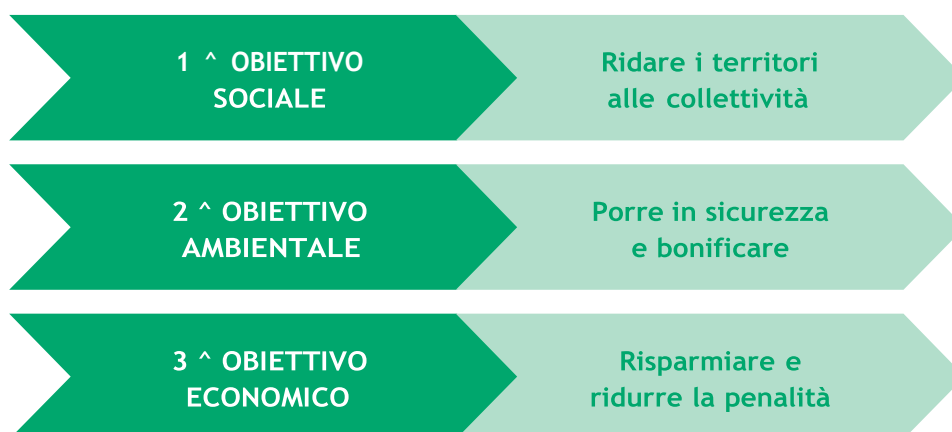 1 ^ OBIETTIVO
SOCIALE
Ridare i territori
alle collettività
2 ^ OBIETTIVO
AMBIENTALE
Porre in sicurezza
e bonificare
3 ^ OBIETTIVO
ECONOMICO
Risparmiare e
ridurre la penalità